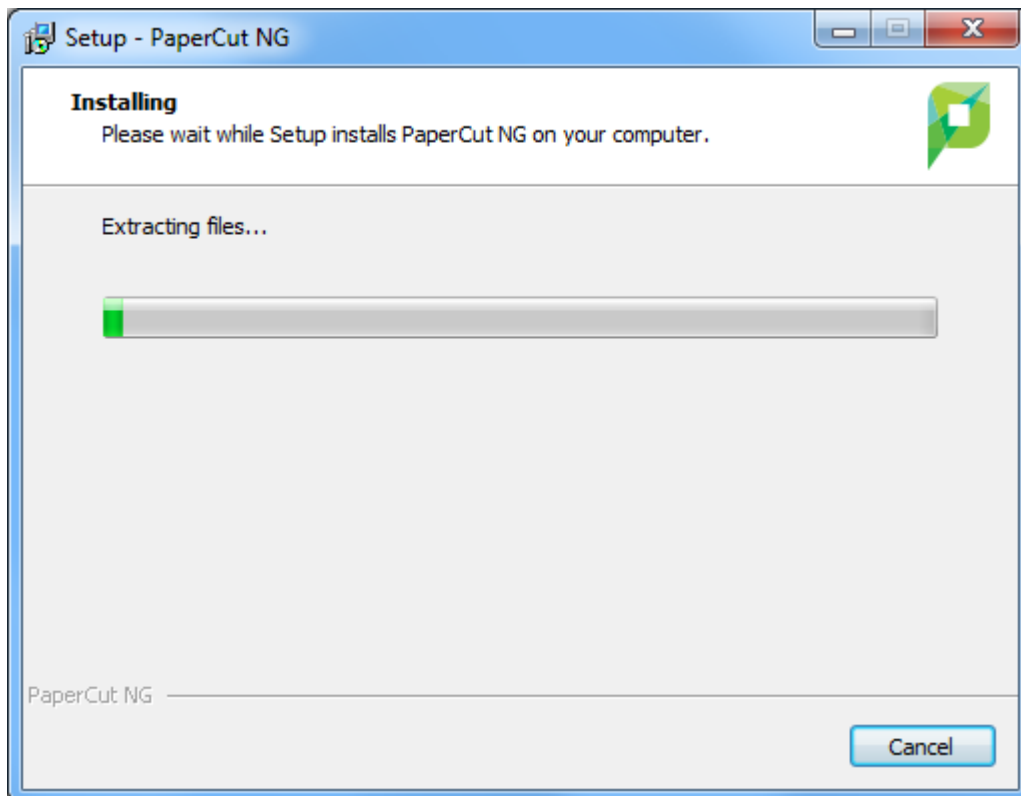 Setup - PaperCut NG
Installing
Please wait while Setup installs PaperCut NG on your computer.
Extracting files...
PaperCut NG
Cancel